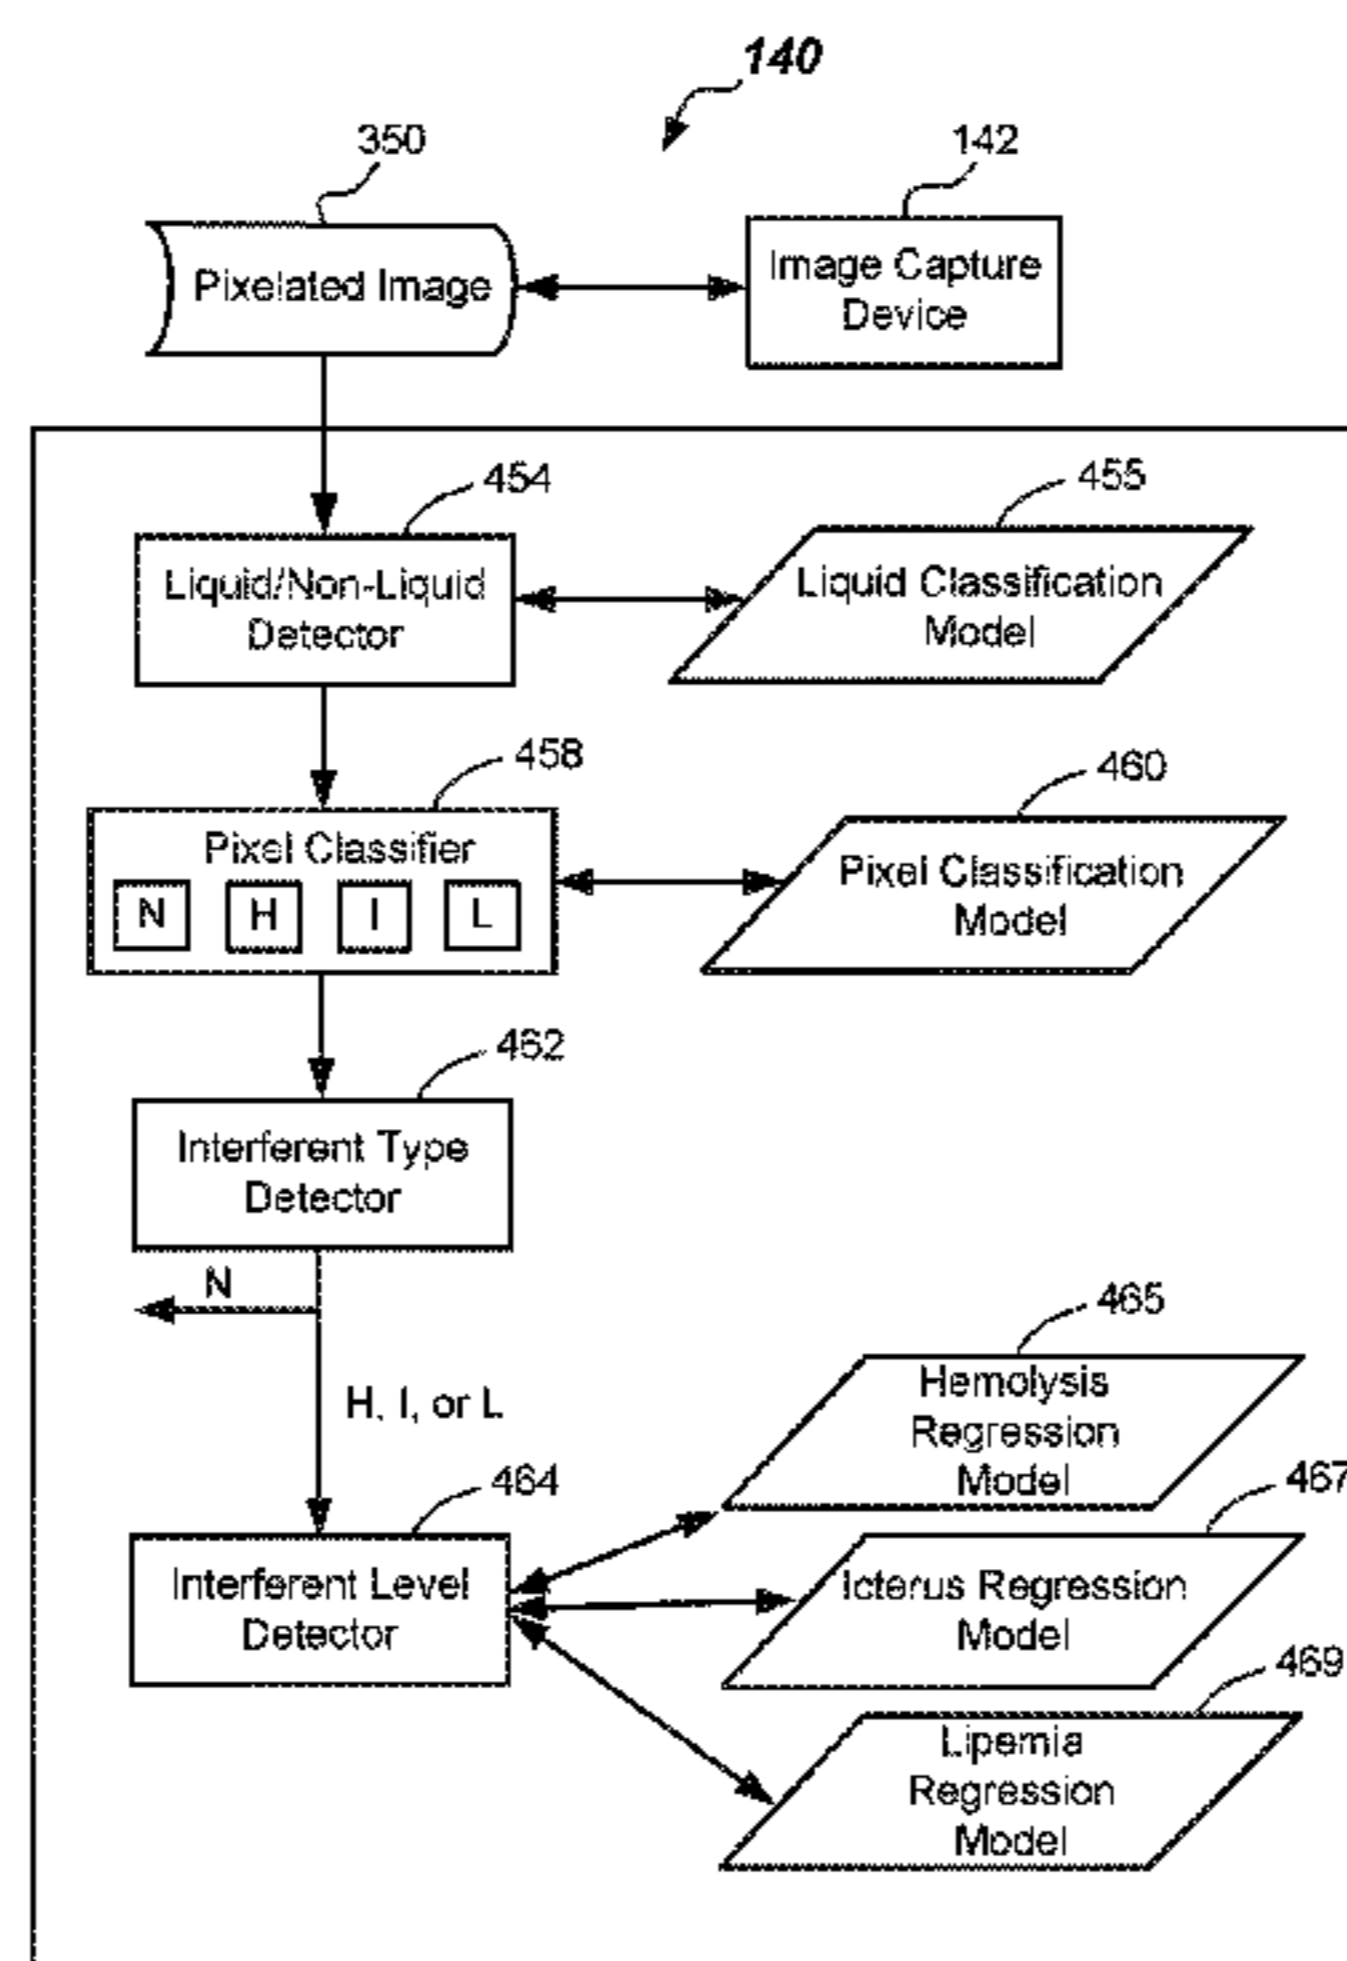 140
350
142
Pixelated Image
Image Capture
Device
454
455
Liquid/Non-Liquid
Detector
Liquid Classification
Model
458
460
Pixel Classifier
N H I L
Pixel Classification
Model
462
Interferent Type
Detector
N
H, I, or L
465
Hemolysis
Regression
Model
464
467
Interferent Level
Detector
Icterus Regression
Model
469
Lipemia
Regression
Model